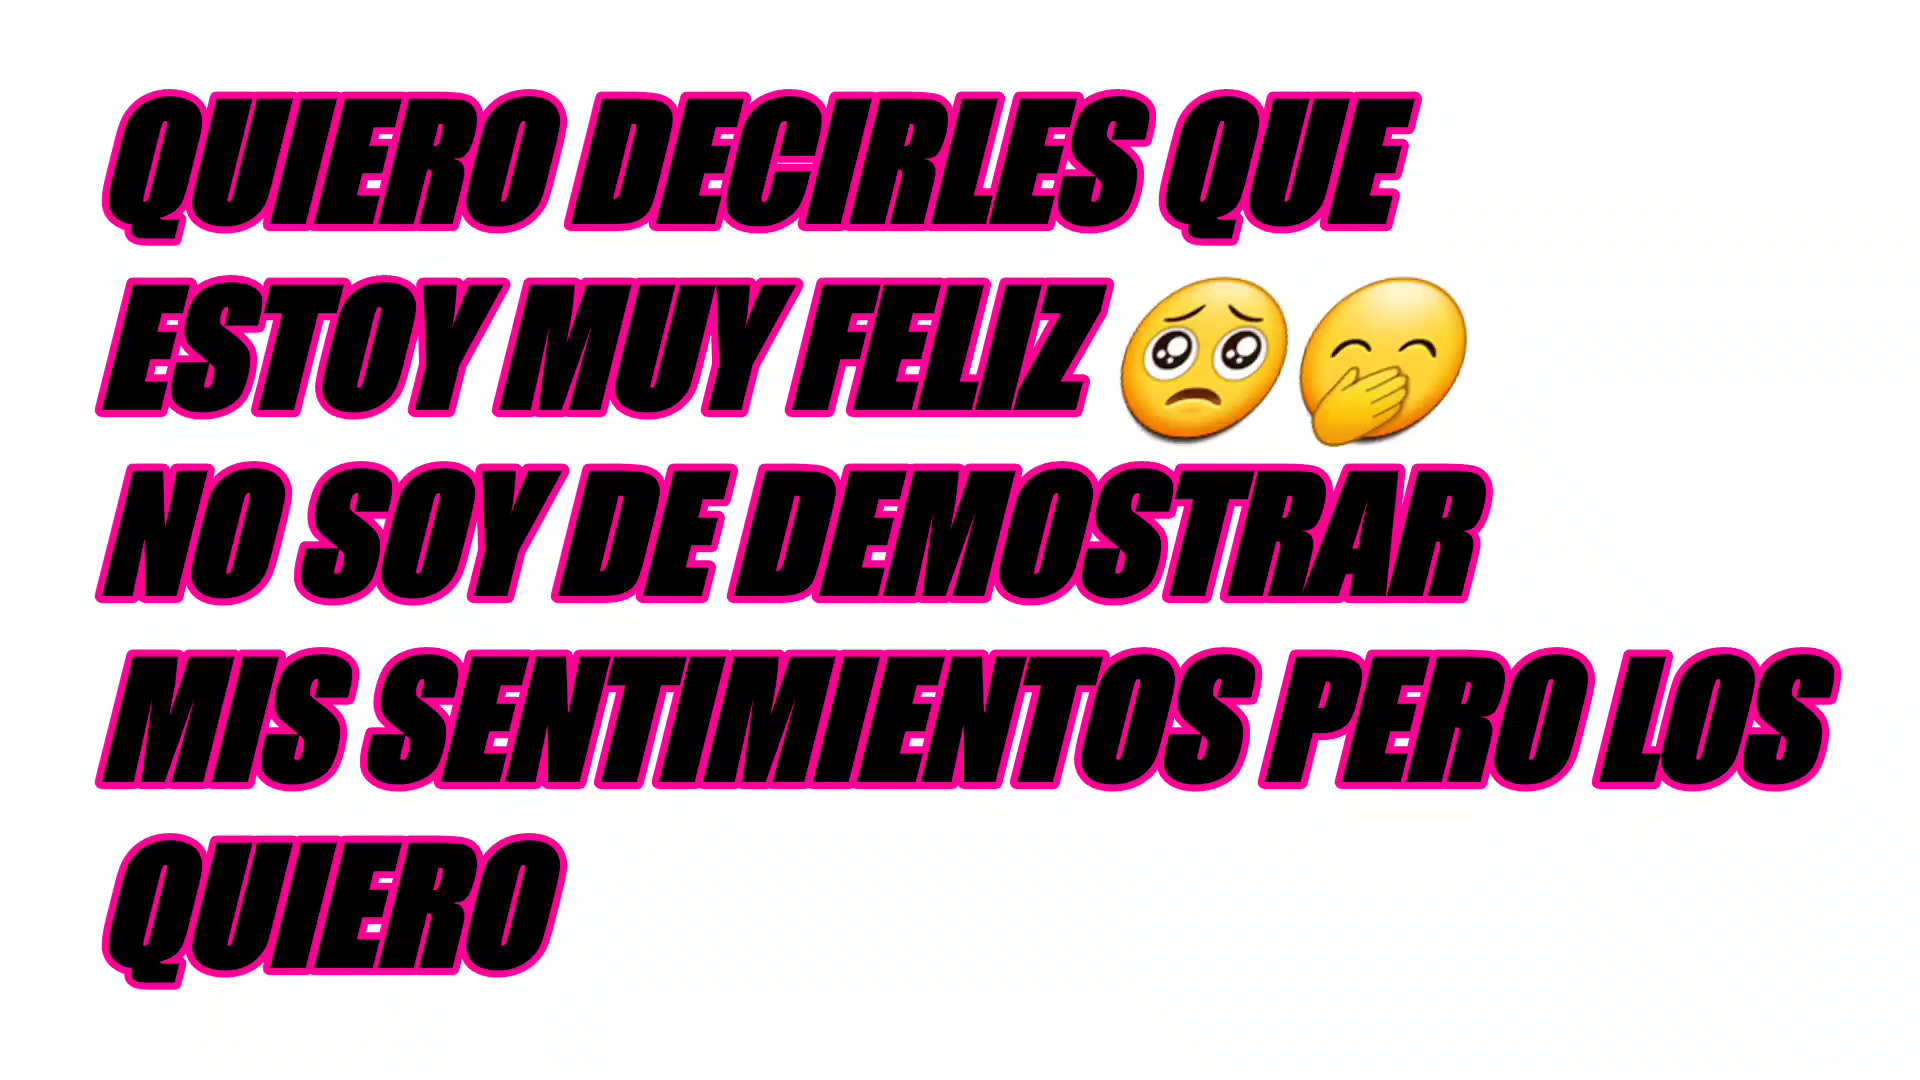 QUIERO DECIRLES QUE
ESTOY MUY FELIZ 🥺🤭
NO SOY DE DEMOSTRAR
MIS SENTIMIENTOS PERO LOS
QUIERO